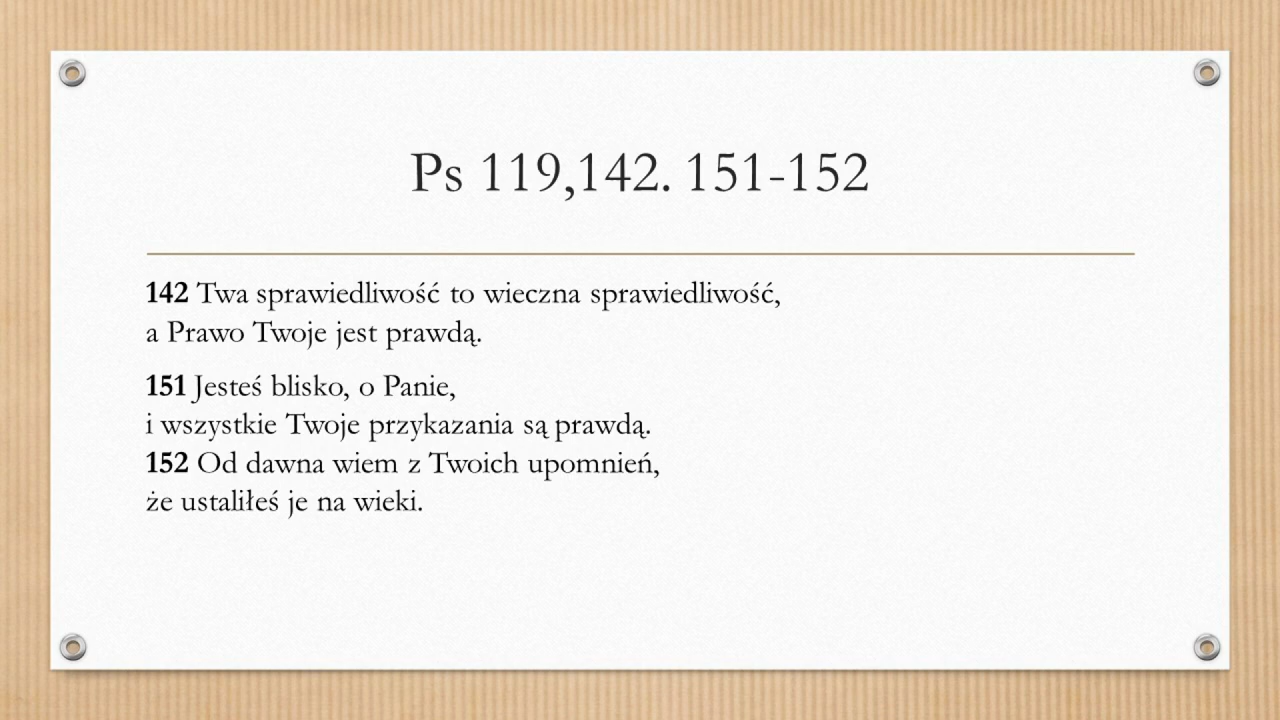 Ps 119,142. 151-152
142 Twa sprawiedliwość to wieczna sprawiedliwość,
a Prawo Twoje jest prawdą.
151 Jesteś blisko, o Panie,
i wszystkie Twoje przykazania są prawdą.
152 Od dawna wiem z Twoich upomnień,
że ustaliłeś je na wieki.